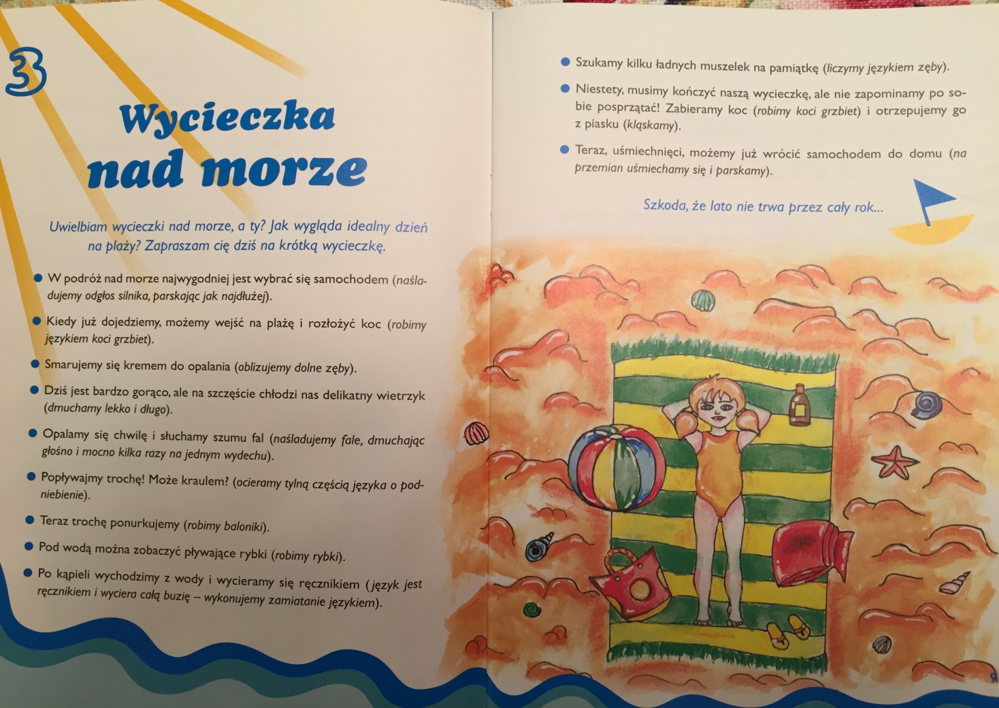 3
Wycieczka
nad morze
Uwielbiam wycieczki nad morze, a ty? Jak wygląda idealny dzień
na plaży? Zapraszam cię dziś na krótką wycieczkę.
● W podróż nad morze najwygodniej jest wybrać się samochodem (naśla-
dujemy odgłos silnika, parskając jak najdłużej).
● Kiedy już dojedziemy, możemy wejść na plażę i rozłożyć koc (robimy
językiem koci grzbiet).
● Smarujemy się kremem do opalania (oblizujemy dolne zęby).
● Dziś jest bardzo gorąco, ale na szczęście chłodzi nas delikatny wietrzyk
(dmuchamy lekko i długo).
● Opalamy się chwilę i słuchamy szumu fal (naśladujemy fale, dmuchając
głośno i mocno kilka razy na jednym wydechu).
● Popływajmy trochę! Może kraulem? (ocieramy tylną częścią języka o pod-
niebienie).
● Teraz trochę ponurkujemy (robimy baloniki).
● Pod wodą można zobaczyć pływające rybki (robimy rybki).
● Po kąpieli wychodzimy z wody i wycieramy się ręcznikiem (język jest
ręcznikiem i wyciera całą buzię – wykonujemy zamiatanie językiem).
● Szukamy kilku ładnych muszelek na pamiątkę (liczymy językiem zęby).
● Niestety, musimy kończyć naszą wycieczkę, ale nie zapominamy po so-
bie posprzątać! Zabieramy koc (robimy koci grzbiet) i otrzepujemy go
z piasku (kląskamy).
● Teraz, uśmiechnięci, możemy już wrócić samochodem do domu (na
przemian uśmiechamy się i parskamy).
Szkoda, że lato nie trwa przez cały rok...
9